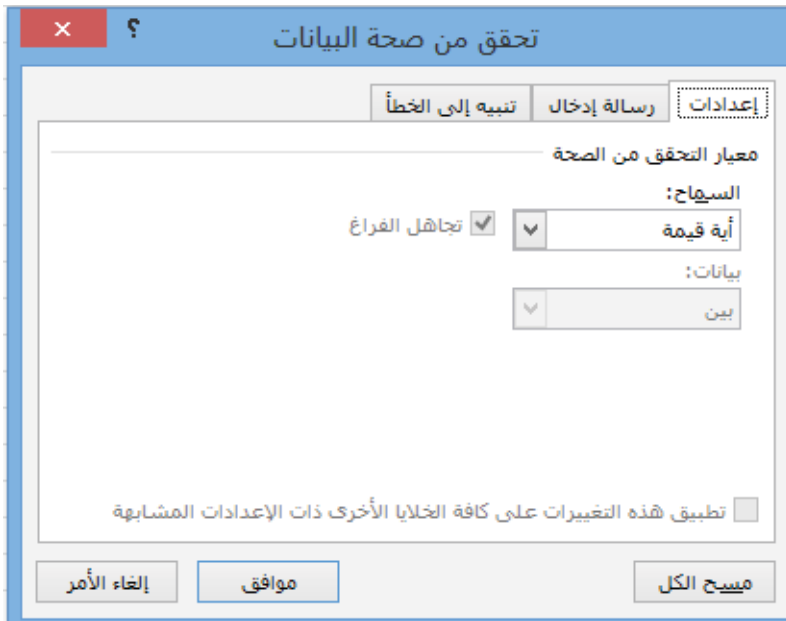 تحقق من صحة البيانات ؟
إعدادات رسالة إدخال تنبيه إلى الخطأ
معيار التحقق من الصحة
السماح:
أية قيمة تجاهل الفراغ
بيانات:
بين
تطبيق هذه التغييرات على كافة الخلايا الأخرى ذات الإعدادات المشابهة
مسح الكل موافق إلغاء الأمر